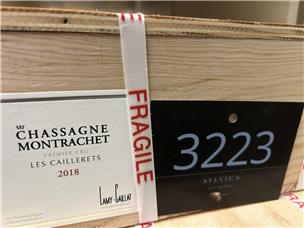 CHASSAGNE
MONTRACHET
PREMIER CRU
LES CAILLERETS
2018
LAMY-CAILLAT
FRAGILE
3223
SYLVIE'S